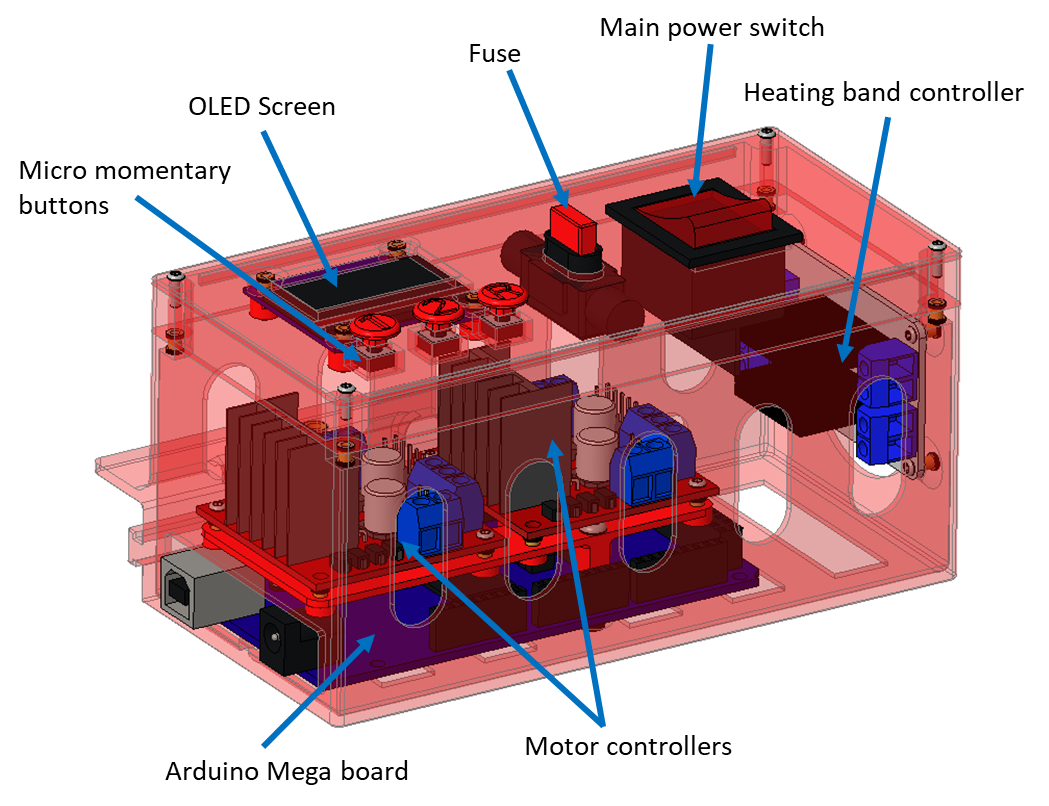 Main power switch
Fuse
Heating band controller
OLED Screen
Micro momentary
buttons
Motor controllers
Arduino Mega board